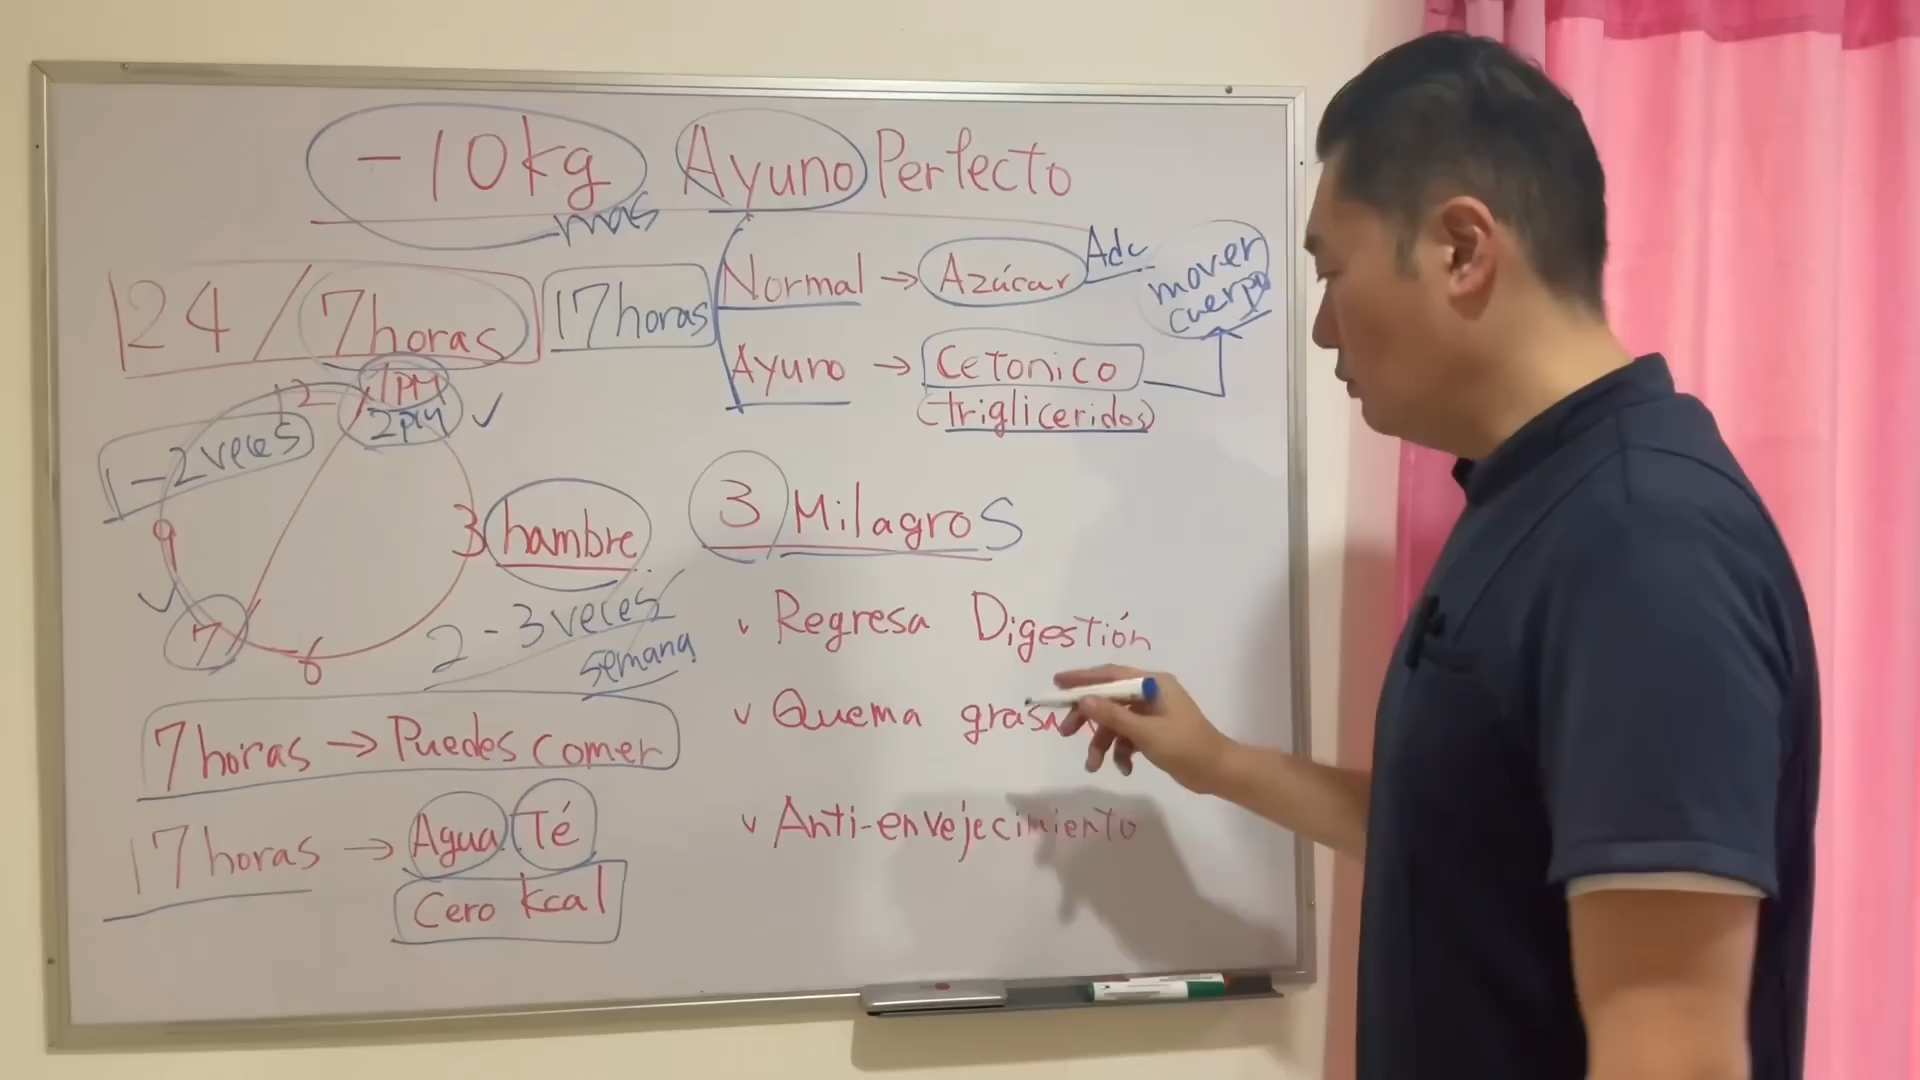 -10kg Ayuno Perfecto
mas
24/7horas 17horas
Normal → Azúcar
mover
cuerpo
Ayuno → Cetonico
(trigliceridos)
12 1PM
2PM
1-2 veces
9 3 hambre
7 6
2-3 veces
semana
7horas → Puedes comer
17horas → Agua Té
Cero kcal
3 MilagroS
v Regresa Digestión
v Quema grasa
v Anti-envejecimiento